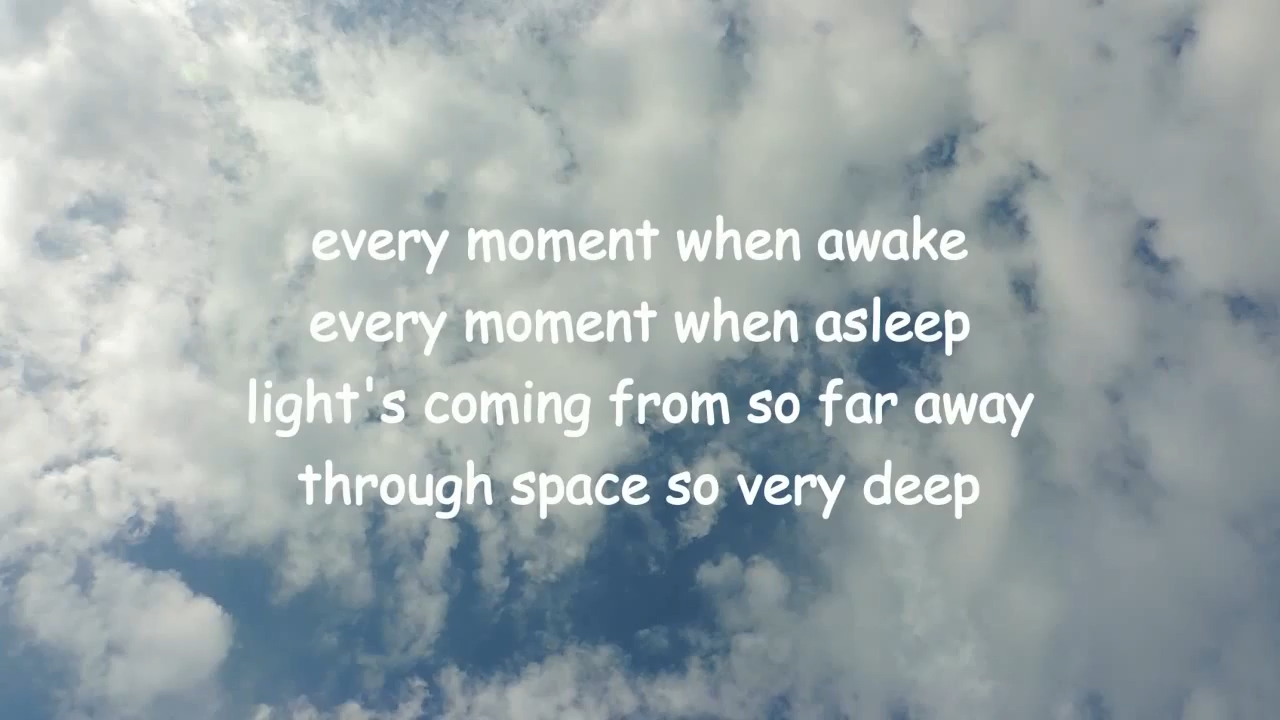 every moment when awake
every moment when asleep
light's coming from so far away
through space so very deep